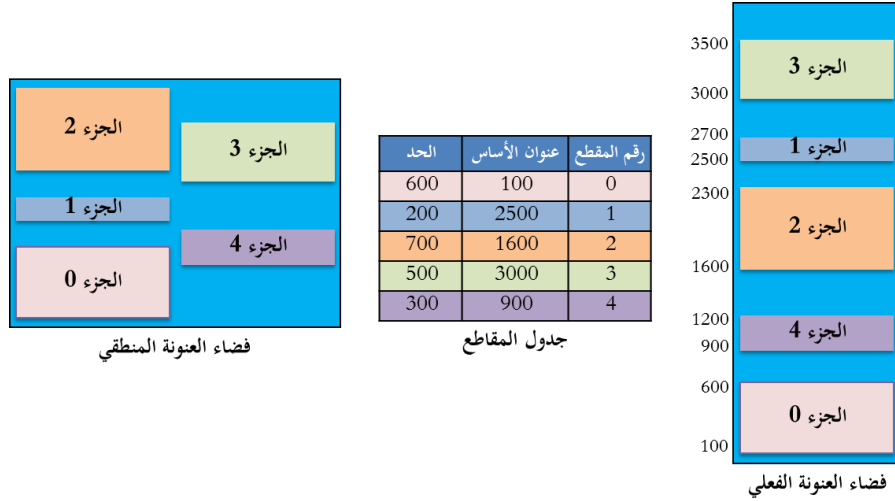 الجزء 2
الجزء 3
الجزء 1
الجزء 4
الجزء 0
فضاء العنونة المنطقي
رقم المقطع عنوان الأساس الحد
0 100 600
1 2500 200
2 1600 700
3 3000 500
4 900 300
جدول المقاطع
3500
الجزء 3
3000
2700
الجزء 1
2500
2300
الجزء 2
1600
1200
الجزء 4
900
600
الجزء 0
100
فضاء العنونة الفعلي